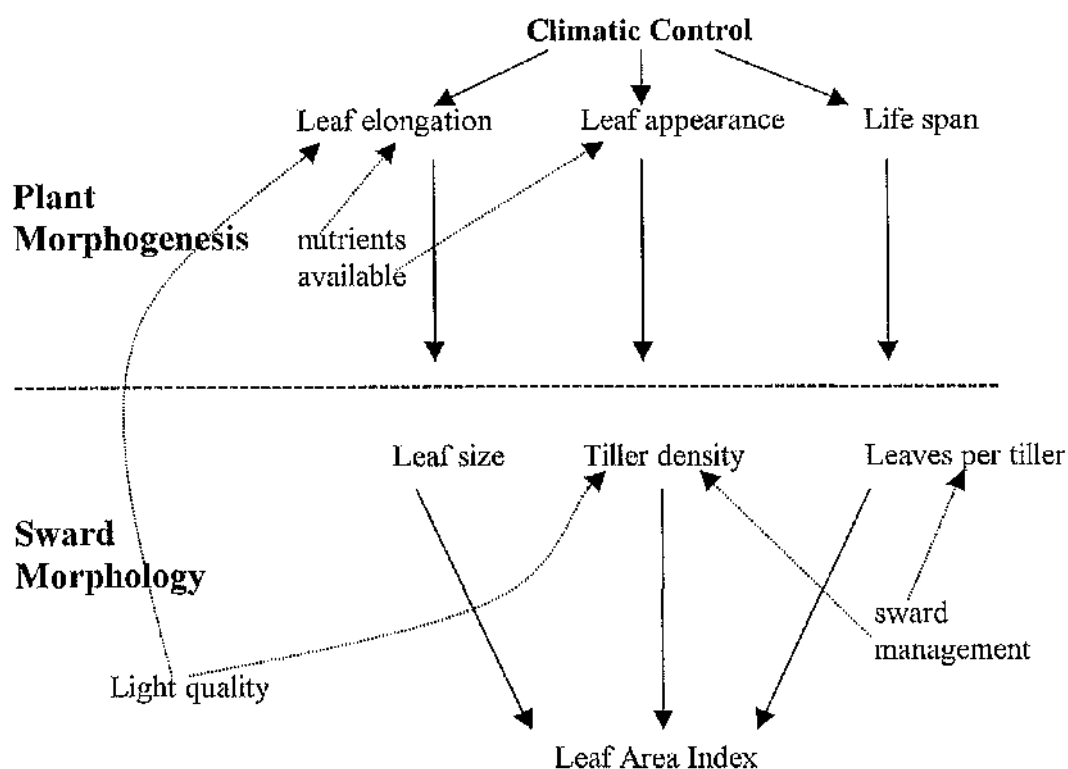 Climatic Control
Leaf elongation
Leaf appearance
Life span
Plant
Morphogenesis
nutrients
available
Leaf size
Tiller density
Leaves per tiller
Sward
Morphology
sward
management
Light quality
Leaf Area Index